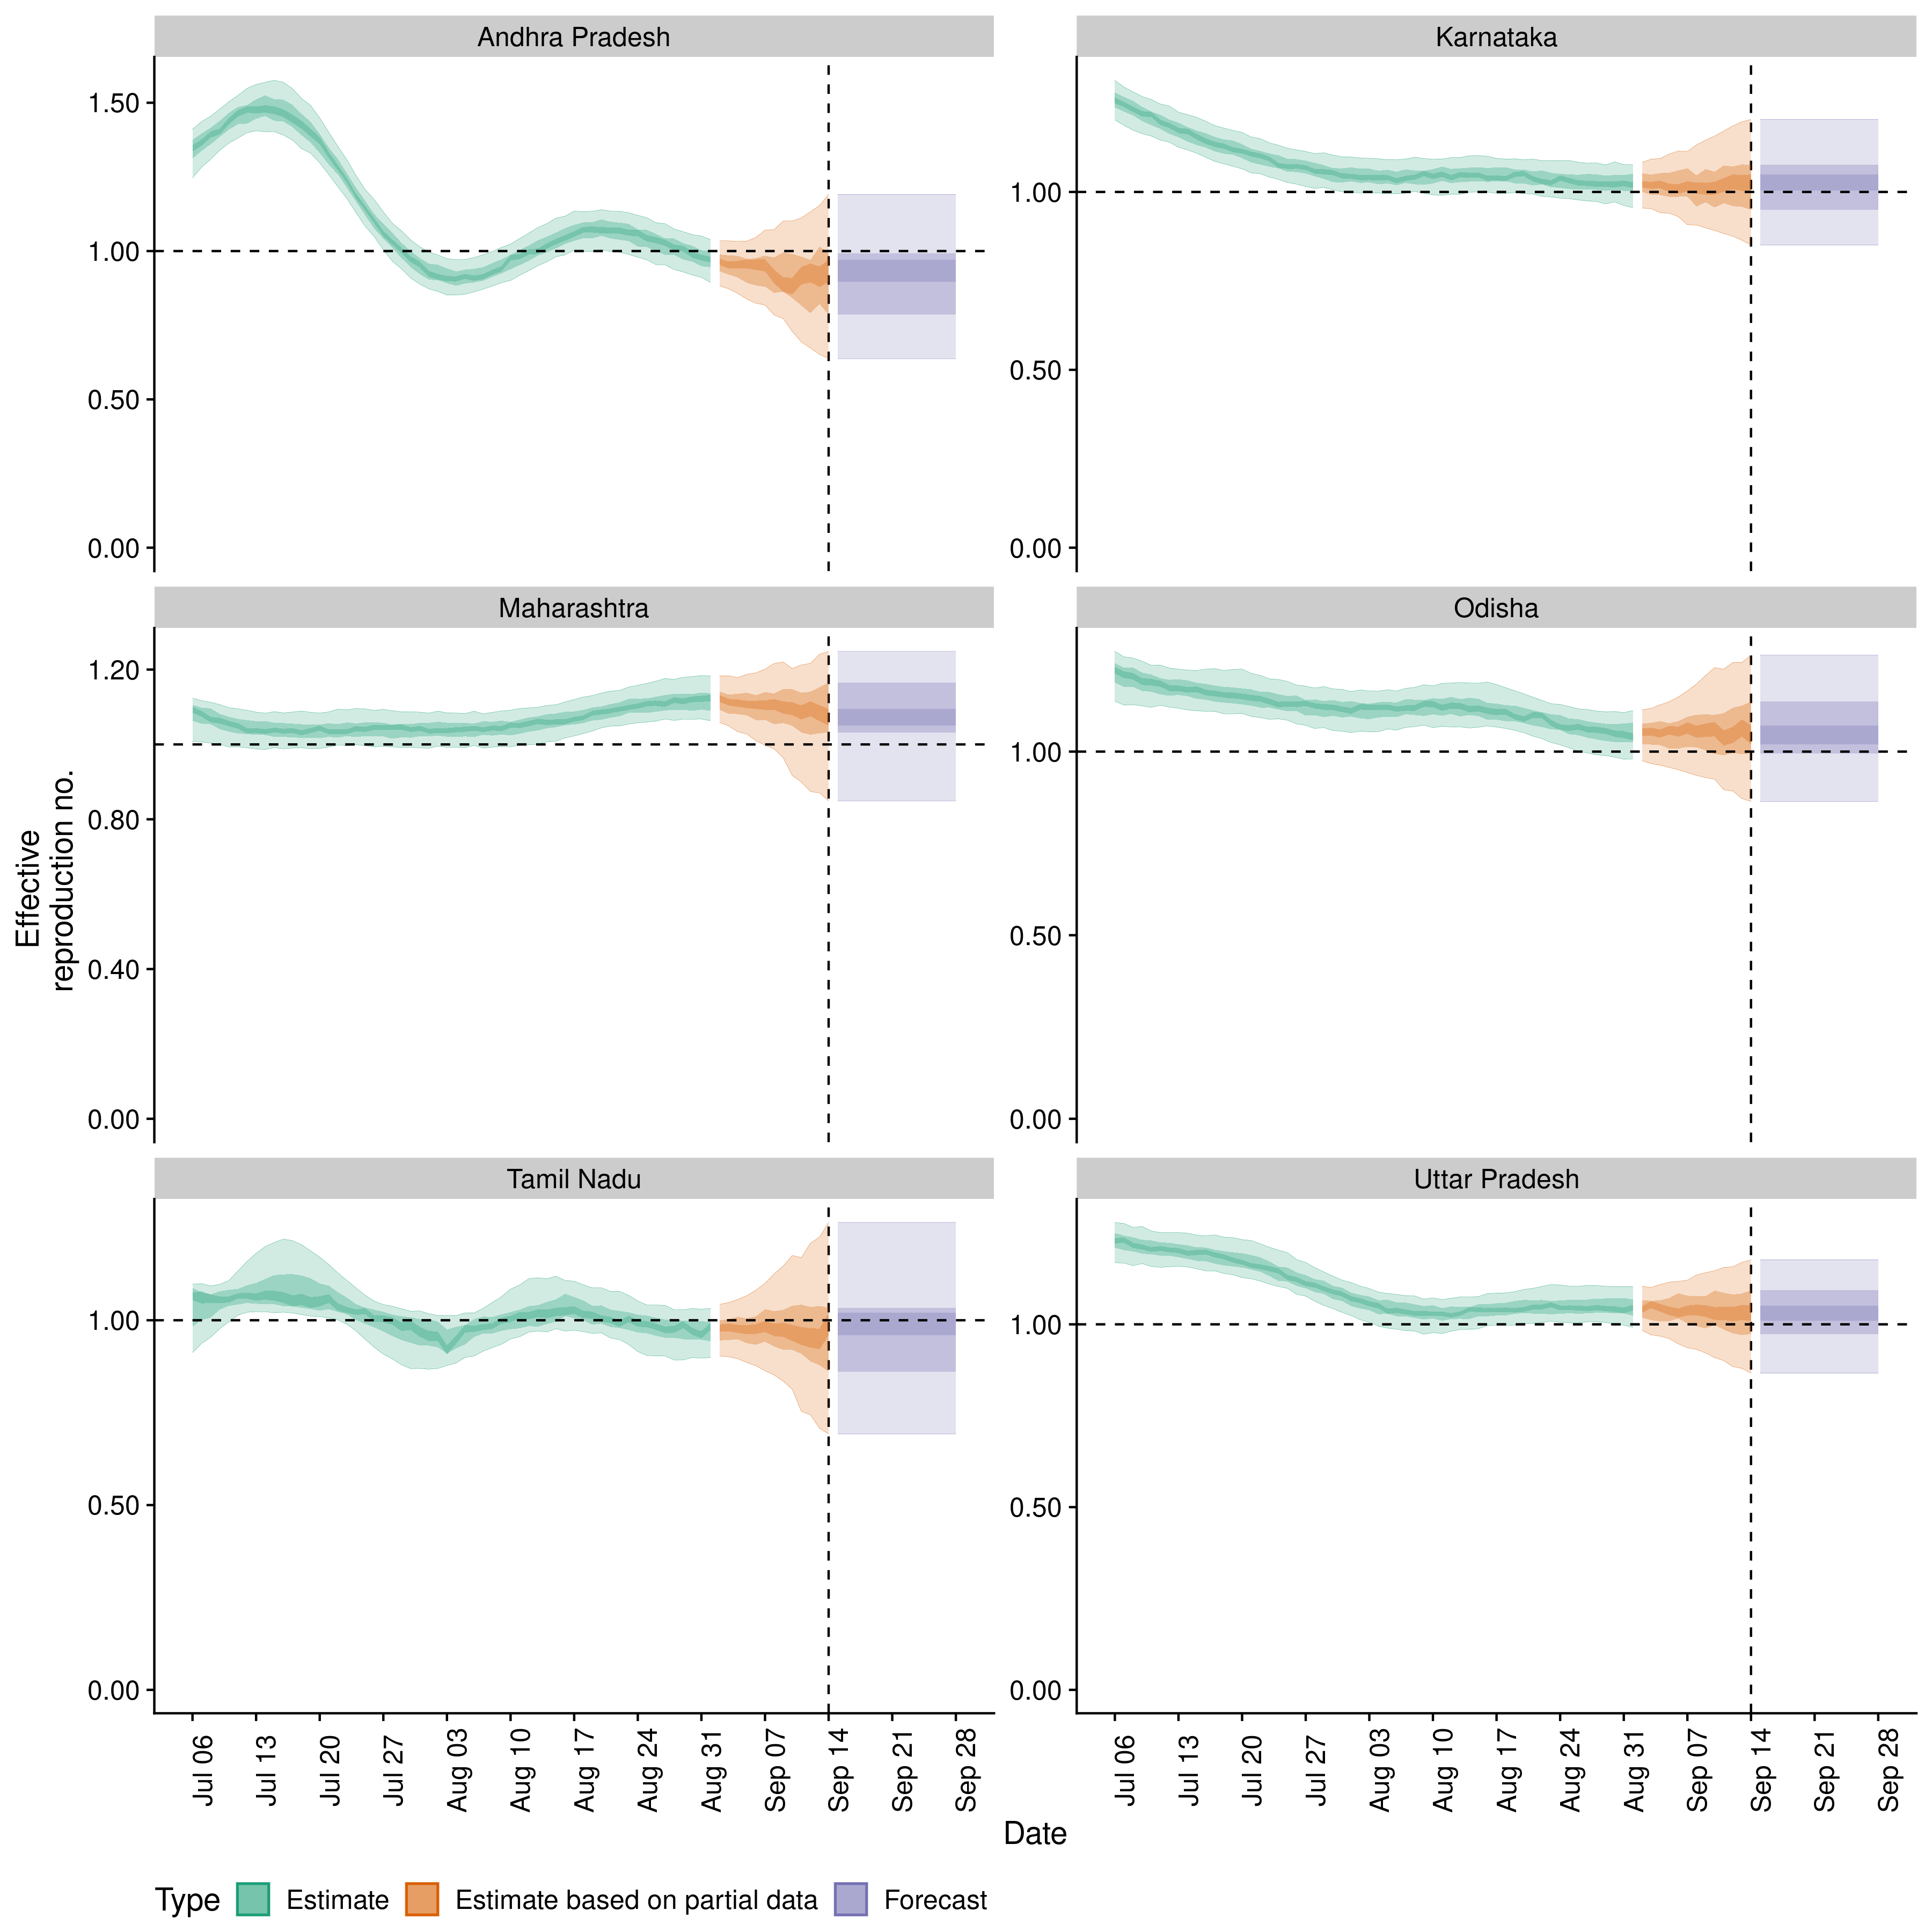 Andhra Pradesh
Karnataka
1.50
1.00
0.50
0.00
1.00
0.50
0.00
Maharashtra
Odisha
1.20
0.80
0.40
0.00
1.00
0.50
0.00
Effective
reproduction no.
Tamil Nadu
Uttar Pradesh
1.00
0.50
0.00
1.00
0.50
0.00
Jul 06 Jul 13 Jul 20 Jul 27 Aug 03 Aug 10 Aug 17 Aug 24 Aug 31 Sep 07 Sep 14 Sep 21 Sep 28
Jul 06 Jul 13 Jul 20 Jul 27 Aug 03 Aug 10 Aug 17 Aug 24 Aug 31 Sep 07 Sep 14 Sep 21 Sep 28
Date
Type Estimate Estimate based on partial data Forecast